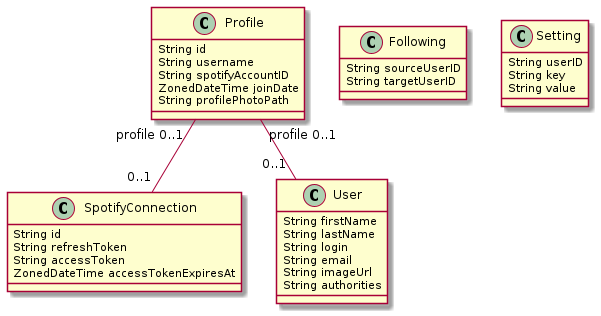 C Profile
String id
String username
String spotifyAccountID
ZonedDateTime joinDate
String profilePhotoPath
C Following
String sourceUserID
String targetUserID
C Setting
String userID
String key
String value
profile 0..1
profile 0..1
0..1
0..1
C SpotifyConnection
String id
String refreshToken
String accessToken
ZonedDateTime accessTokenExpiresAt
C User
String firstName
String lastName
String login
String email
String imageUrl
String authorities